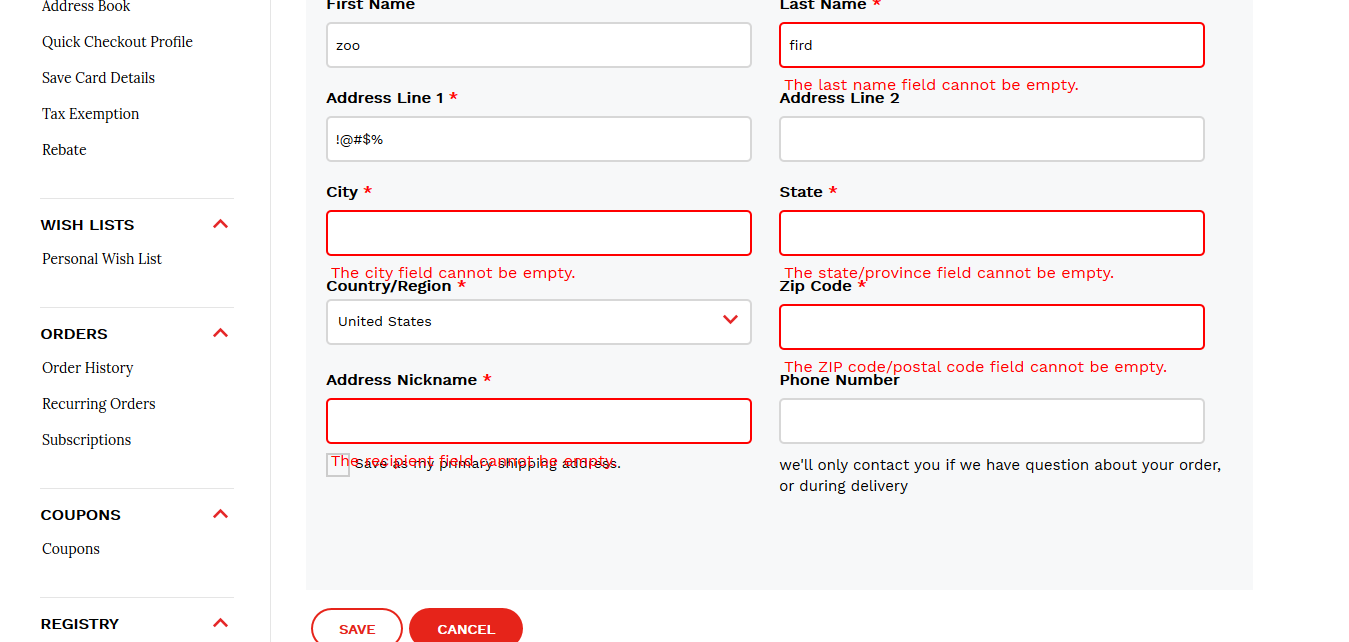 Address Book
Quick Checkout Profile
Save Card Details
Tax Exemption
Rebate
WISH LISTS
Personal Wish List
ORDERS
Order History
Recurring Orders
Subscriptions
COUPONS
Coupons
REGISTRY
First Name
Last Name *
zoo
fird
The last name field cannot be empty.
Address Line 1 *
Address Line 2
!@#$%
City *
State *
The city field cannot be empty.
The state/province field cannot be empty.
Country/Region *
Zip Code *
United States
The ZIP code/postal code field cannot be empty.
Address Nickname *
Phone Number
The recipient field cannot be empty.
Save as my primary shipping address.
we'll only contact you if we have question about your order,
or during delivery
SAVE
CANCEL